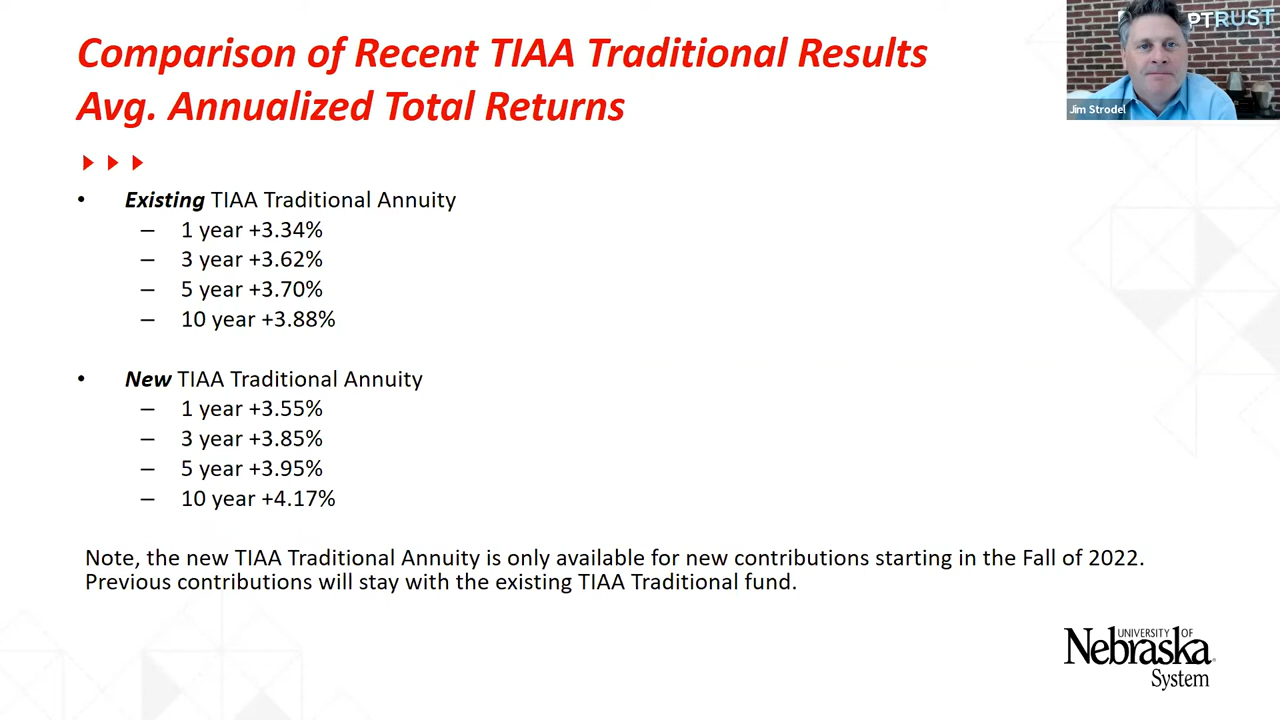 Comparison of Recent TIAA Traditional Results
Avg. Annualized Total Returns
PTRUST
Jim Strodel
• Existing TIAA Traditional Annuity
– 1 year +3.34%
– 3 year +3.62%
– 5 year +3.70%
– 10 year +3.88%
• New TIAA Traditional Annuity
– 1 year +3.55%
– 3 year +3.85%
– 5 year +3.95%
– 10 year +4.17%
Note, the new TIAA Traditional Annuity is only available for new contributions starting in the Fall of 2022.
Previous contributions will stay with the existing TIAA Traditional fund.
UNIVERSITY OF
Nebraska
System